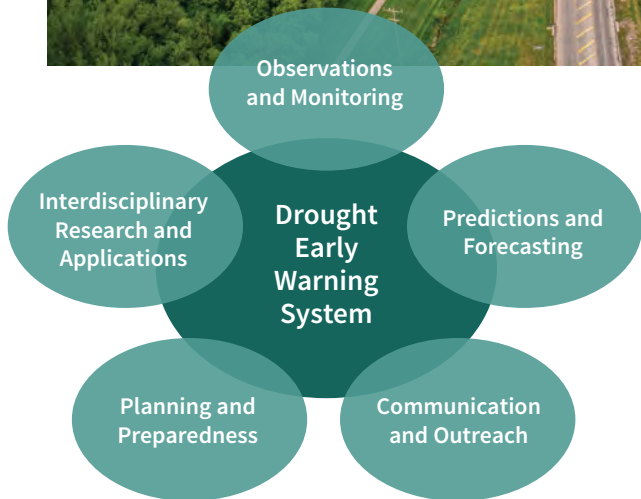 Observations
and Monitoring
Interdisciplinary
Research and
Applications
Drought
Early
Warning
System
Predictions and
Forecasting
Planning and
Preparedness
Communication
and Outreach